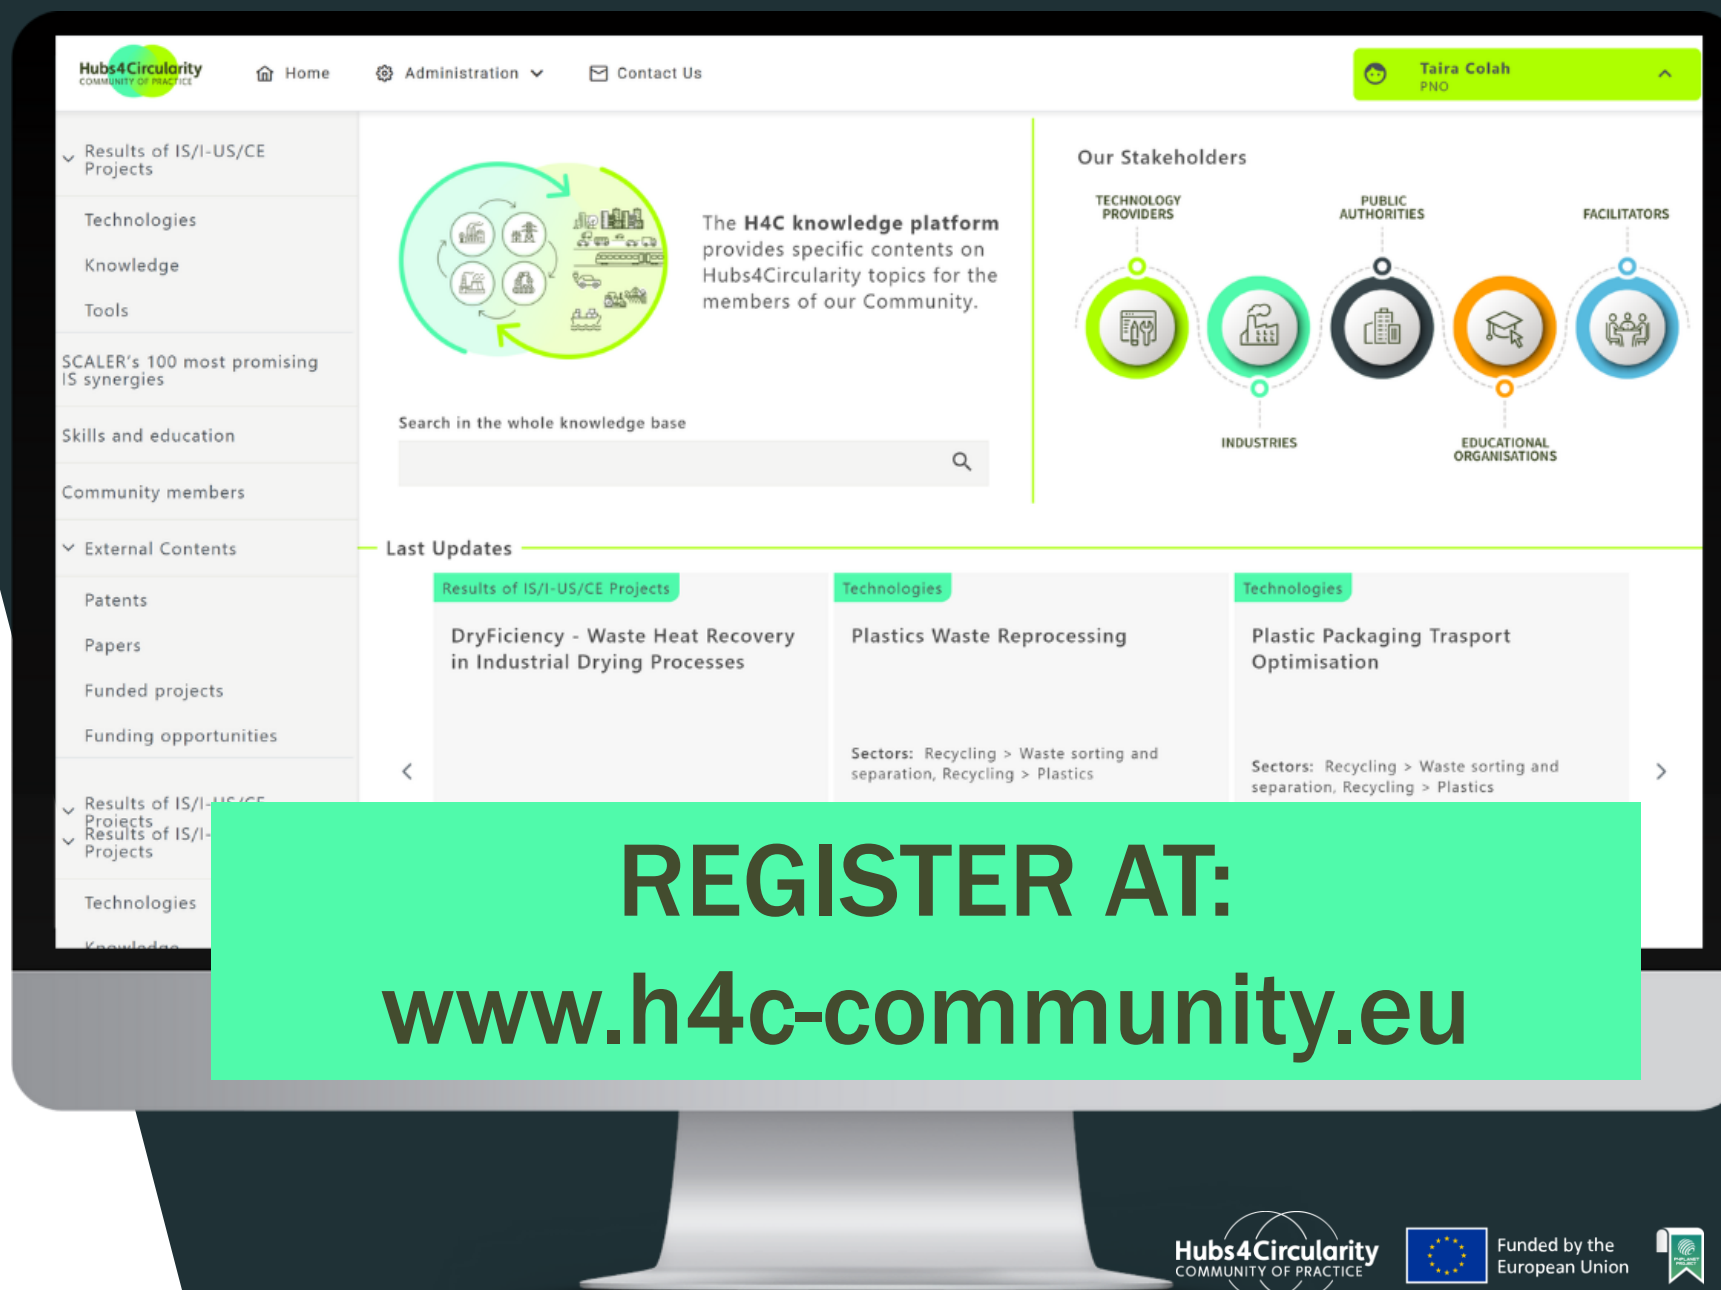 Hubs4Circularity
COMMUNITY OF PRACTICE
Home
Administration
Contact Us
Taira Colah
PNO
Results of IS/I-US/CE
Projects
Technologies
Knowledge
Tools
SCALER's 100 most promising
IS synergies
Skills and education
Community members
External Contents
Patents
Papers
Funded projects
Funding opportunities
Results of IS/I-US/CE
Projects
Results of IS/I-
Projects
Technologies
Knowledge
The H4C knowledge platform
provides specific contents on
Hubs4Circularity topics for the
members of our Community.
Search in the whole knowledge base
Our Stakeholders
TECHNOLOGY
PROVIDERS
PUBLIC
AUTHORITIES
FACILITATORS
INDUSTRIES
EDUCATIONAL
ORGANISATIONS
Last Updates
Results of IS/I-US/CE Projects
DryFiciency - Waste Heat Recovery
in Industrial Drying Processes
Technologies
Plastics Waste Reprocessing
Sectors: Recycling > Waste sorting and
separation, Recycling > Plastics
Technologies
Plastic Packaging Trasport
Optimisation
Sectors: Recycling > Waste sorting and
separation, Recycling > Plastics
REGISTER AT:
www.h4c-community.eu
Hubs4Circularity
COMMUNITY OF PRACTICE
Funded by the
European Union